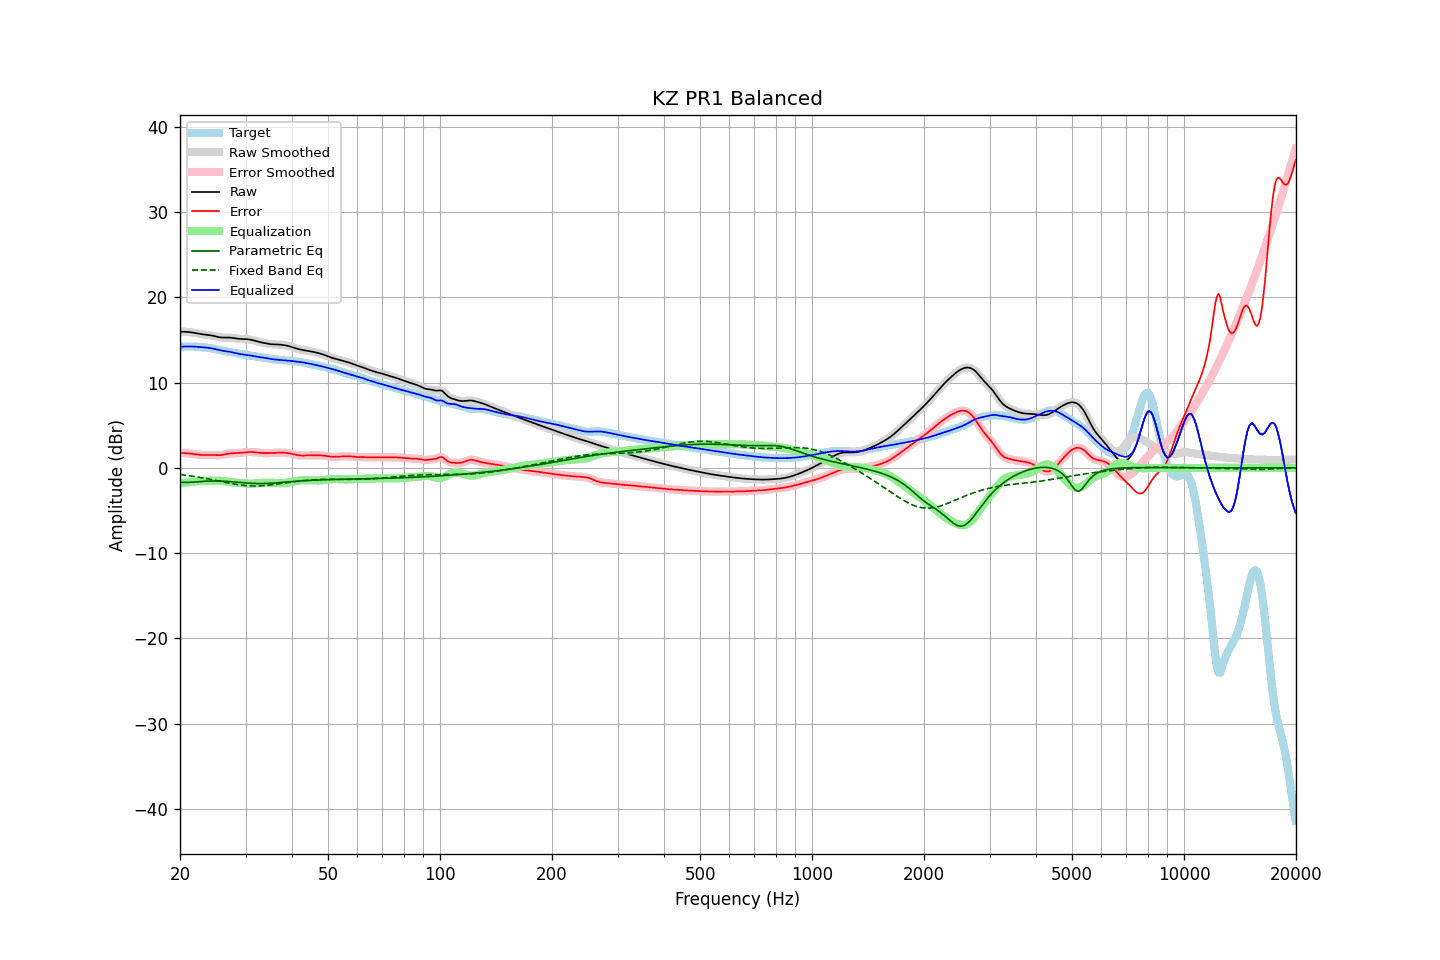 KZ PR1 Balanced
Amplitude (dBr)
40
30
20
10
0
−10
−20
−30
−40
Target
Raw Smoothed
Error Smoothed
Raw
Error
Equalization
Parametric Eq
Fixed Band Eq
Equalized
20 50 100 200 500 1000 2000 5000 10000 20000
Frequency (Hz)